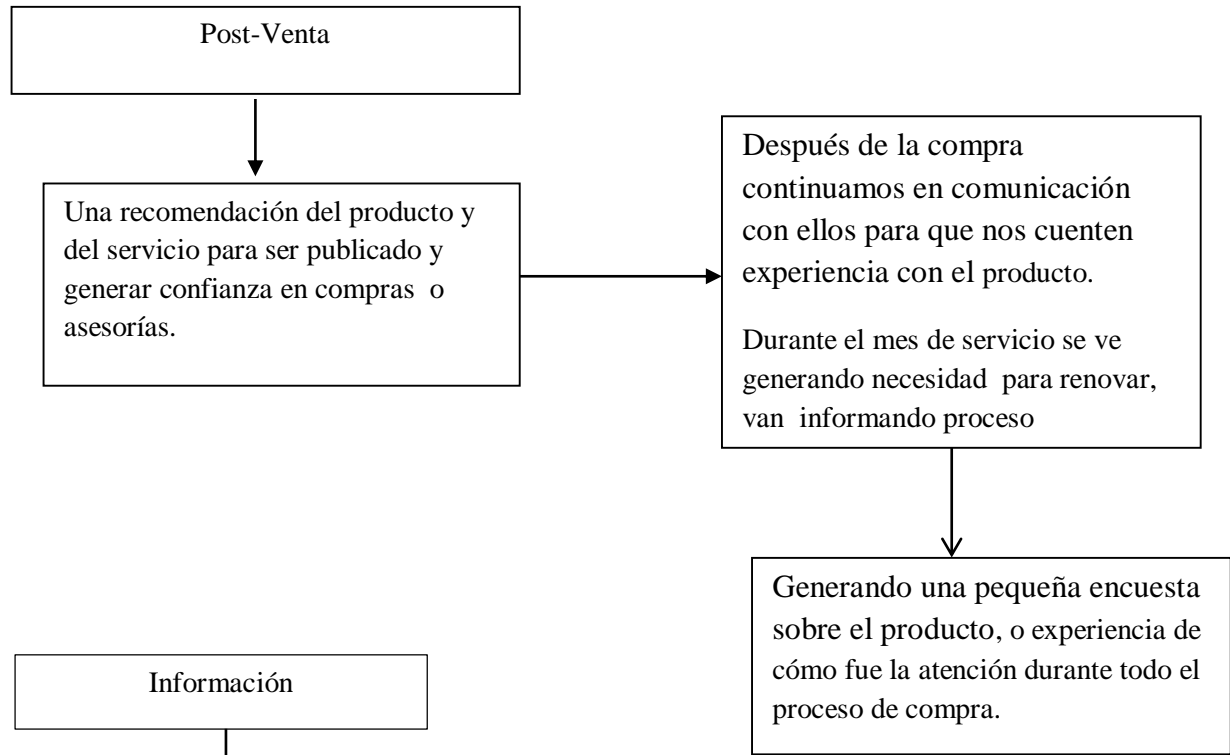 Post-Venta
Una recomendación del producto y
del servicio para ser publicado y
generar confianza en compras o
asesorías.
Después de la compra
continuamos en comunicación
con ellos para que nos cuenten
experiencia con el producto.
Durante el mes de servicio se ve
generando necesidad para renovar,
van informando proceso
Generando una pequeña encuesta
sobre el producto, o experiencia de
cómo fue la atención durante todo el
proceso de compra.
Información